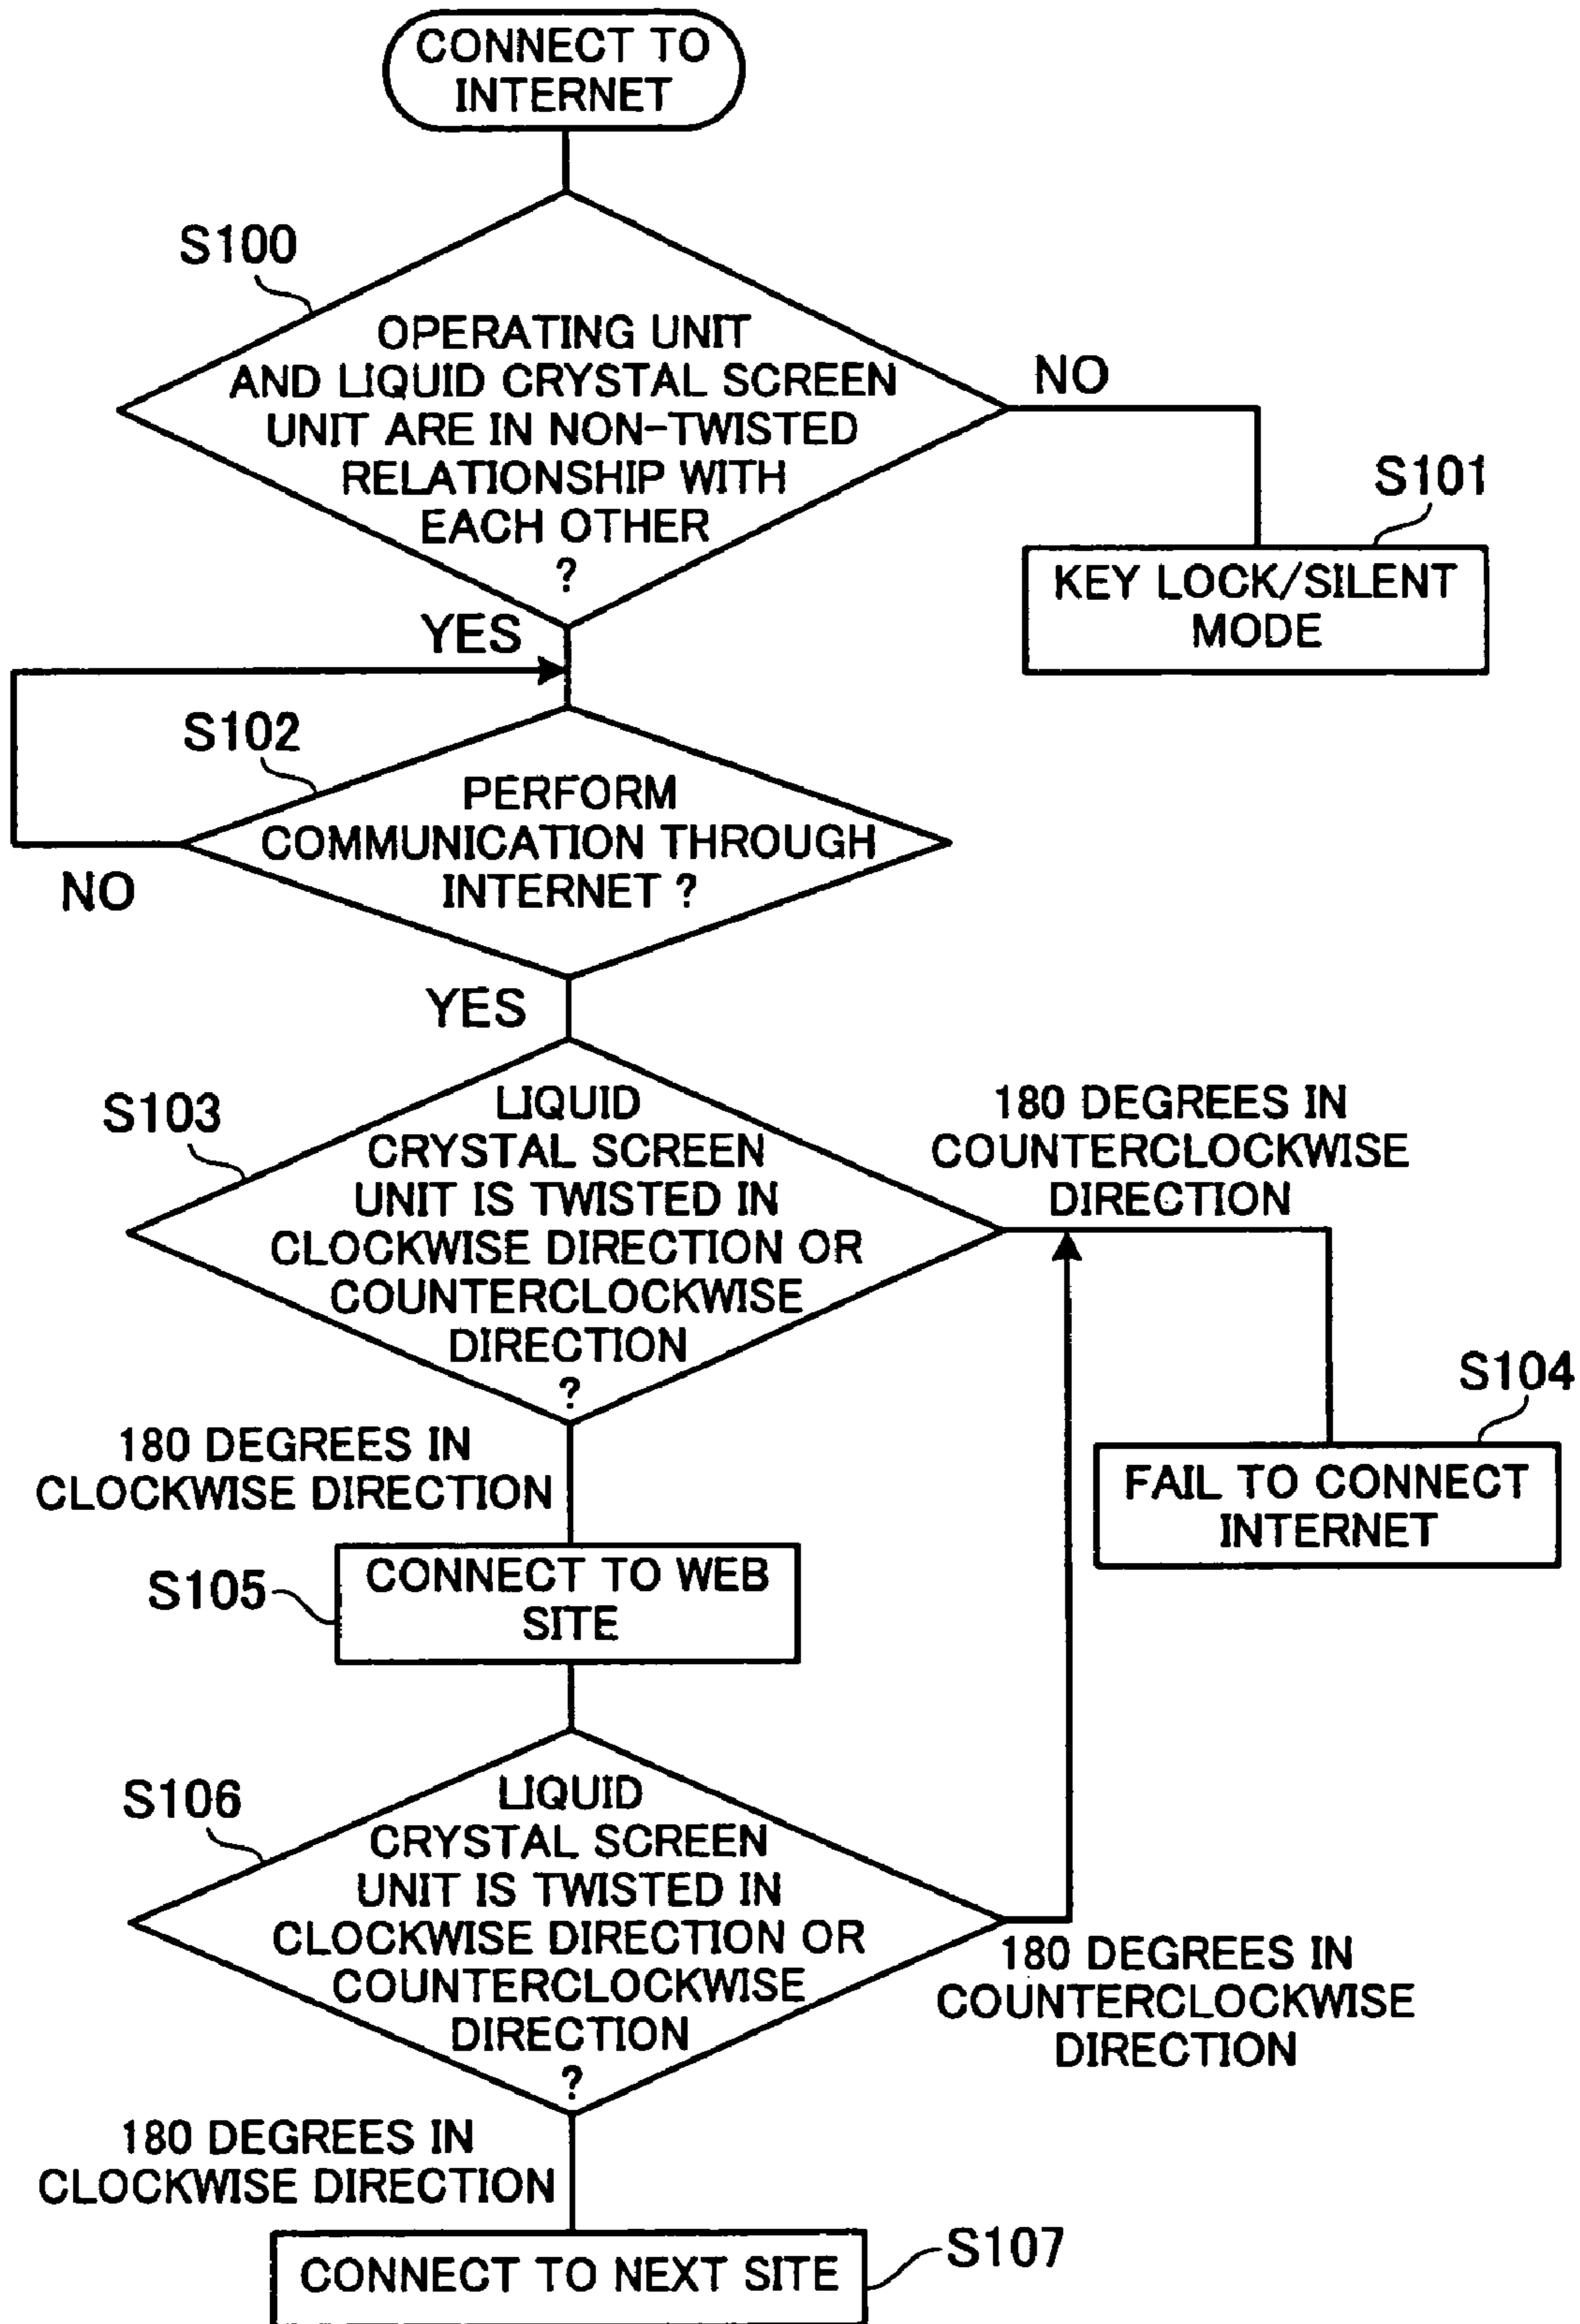 CONNECT TO
INTERNET
S100
OPERATING UNIT
AND LIQUID CRYSTAL SCREEN
UNIT ARE IN NON-TWISTED
RELATIONSHIP WITH
EACH OTHER
?
NO
S101
KEY LOCK/SILENT
MODE
YES
S102
PERFORM
COMMUNICATION THROUGH
INTERNET ?
NO
YES
S103
LIQUID
CRYSTAL SCREEN
UNIT IS TWISTED IN
CLOCKWISE DIRECTION OR
COUNTERCLOCKWISE
DIRECTION
?
180 DEGREES IN
COUNTERCLOCKWISE
DIRECTION
S104
FAIL TO CONNECT
INTERNET
180 DEGREES IN
CLOCKWISE DIRECTION
S105
CONNECT TO WEB
SITE
S106
LIQUID
CRYSTAL SCREEN
UNIT IS TWISTED IN
CLOCKWISE DIRECTION OR
COUNTERCLOCKWISE
DIRECTION
?
180 DEGREES IN
COUNTERCLOCKWISE
DIRECTION
180 DEGREES IN
CLOCKWISE DIRECTION
CONNECT TO NEXT SITE
S107